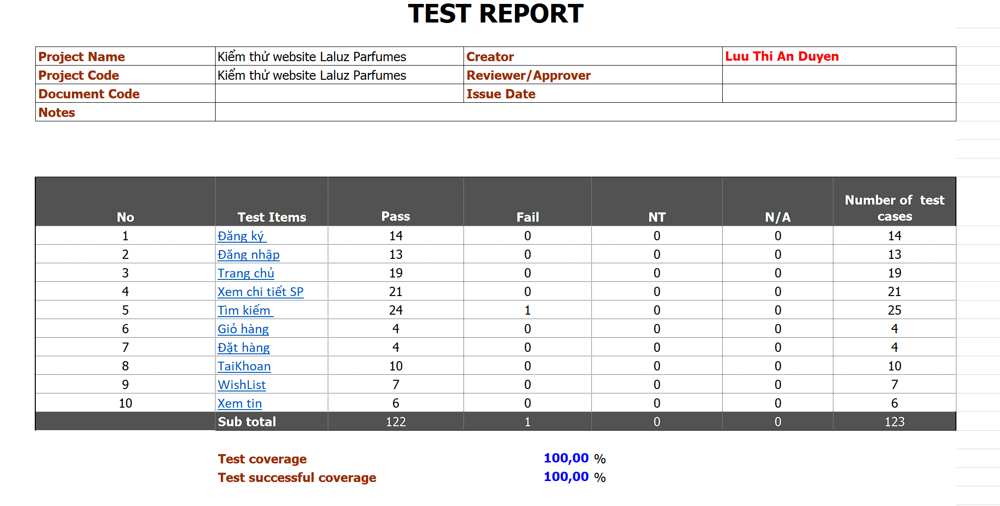 TEST REPORT
Project Name Kiểm thử website Laluz Parfumes Creator Luu Thi An Duyen
Project Code Kiểm thử website Laluz Parfumes Reviewer/Approver
Document Code Issue Date
Notes
No Test Items Pass Fail NT N/A Number of test cases
1 Đăng ký 14 0 0 0 14
2 Đăng nhập 13 0 0 0 13
3 Trang chủ 19 0 0 0 19
4 Xem chi tiết SP 21 0 0 0 21
5 Tìm kiếm 24 1 0 0 25
6 Giỏ hàng 4 0 0 0 4
7 Đặt hàng 4 0 0 0 4
8 TaiKhoan 10 0 0 0 10
9 WishList 7 0 0 0 7
10 Xem tin 6 0 0 0 6
Sub total 122 1 0 0 123
Test coverage 100,00 %
Test successful coverage 100,00 %